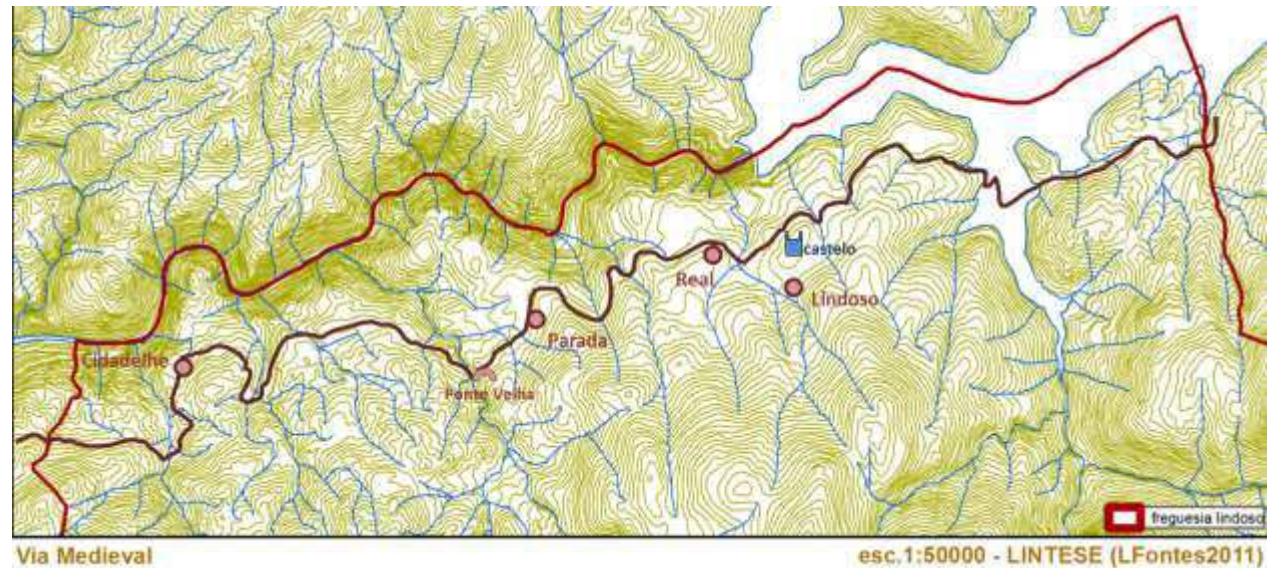 castelo
Real
Lindoso
Parada
Cidadelhe
Ponte Velha
freguesia lindoso
Via Medieval
esc.1:50000 - LINTESE (LFontes2011)